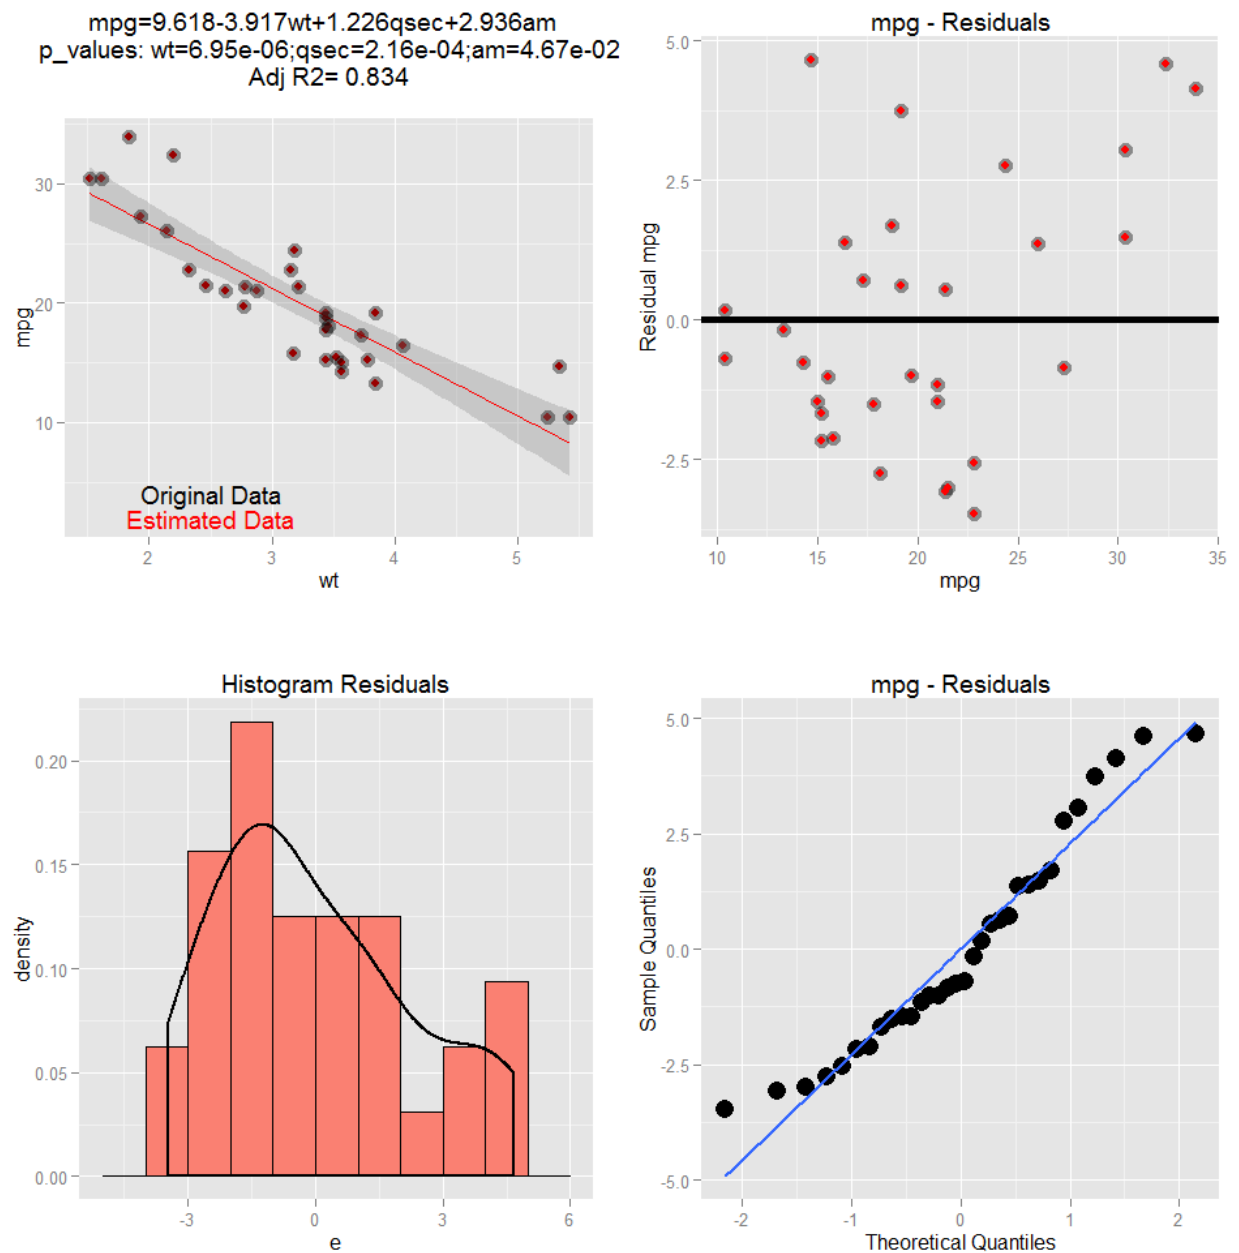 mpg=9.618-3.917wt+1.226qsec+2.936am
p_values: wt=6.95e-06;qsec=2.16e-04;am=4.67e-02
Adj R2= 0.834
mpg
30
20
10
Original Data
Estimated Data
2 3 4 5
wt
mpg - Residuals
Residual mpg
5.0
2.5
0.0
-2.5
10 15 20 25 30 35
mpg
Histogram Residuals
density
0.20
0.15
0.10
0.05
0.00
-3 0 3 6
e
mpg - Residuals
Sample Quantiles
5.0
2.5
0.0
-2.5
-5.0
-2 -1 0 1 2
Theoretical Quantiles